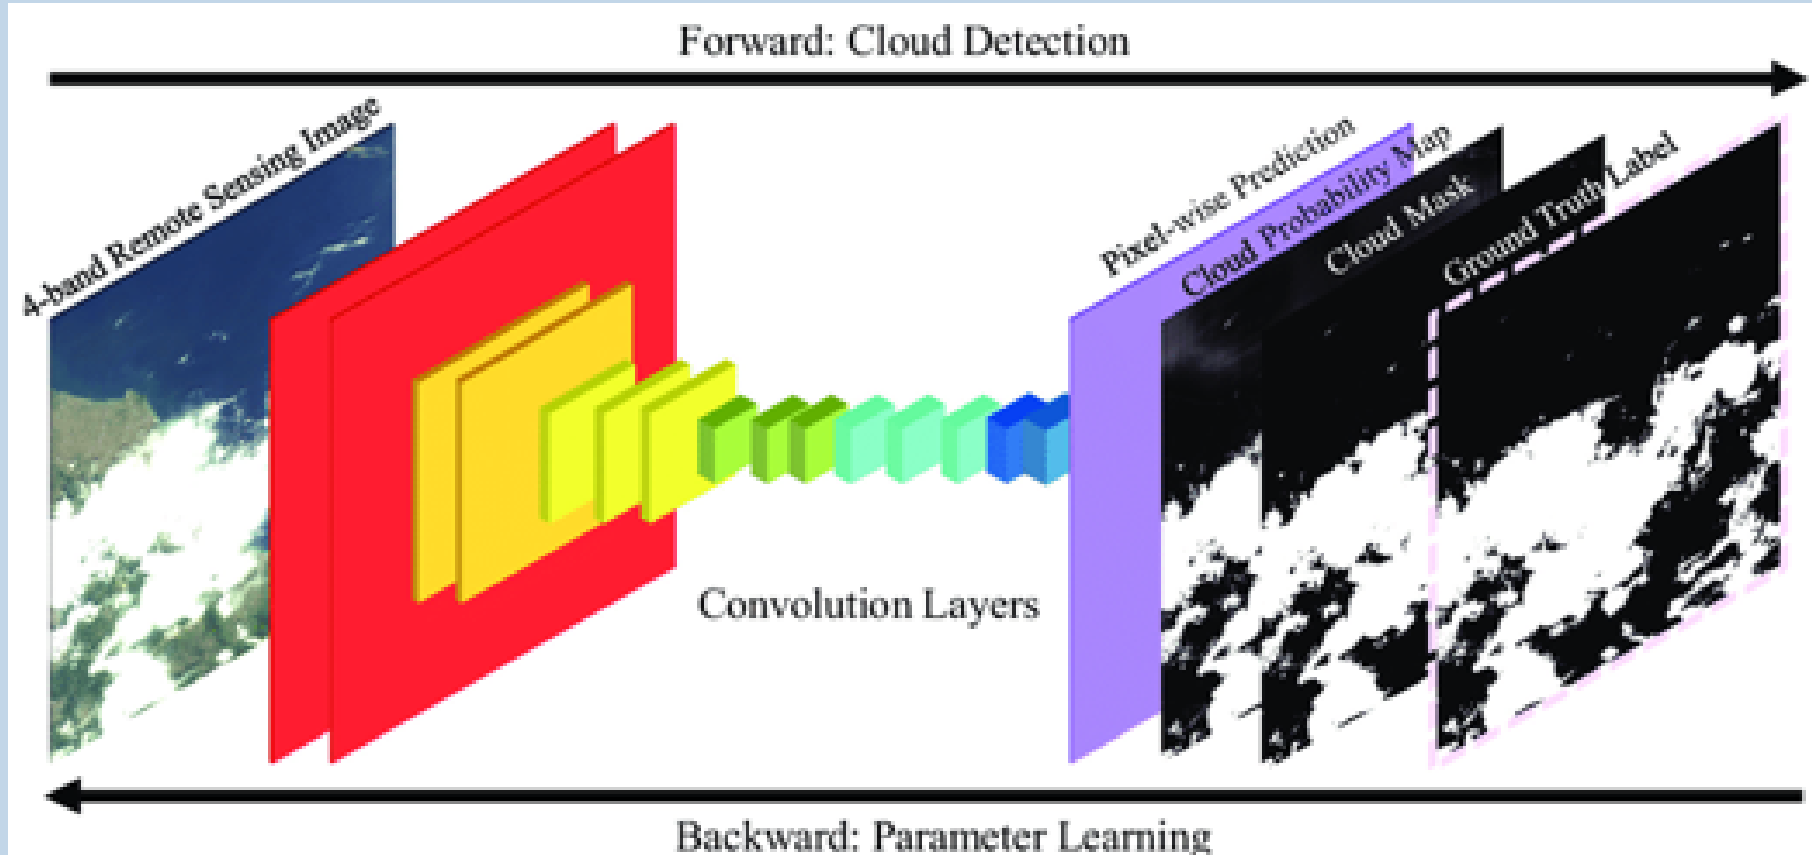 Forward: Cloud Detection
4-band Remote Sensing Image
Pixel-wise Prediction
Cloud Probability Map
Cloud Mask
Ground Truth Label
Convolution Layers
Backward: Parameter Learning